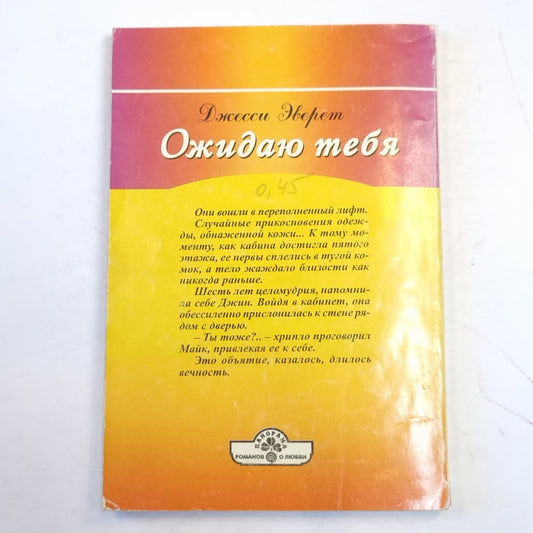 Джесси Эверет
Ожидаю тебя
0,45
Они вошли в переполненный лифт.
Случайные прикосновения одеж-
ды, обнаженной кожи... К тому мо-
менту, как кабина достигла пятого
этажа, ее нервы сплелись в тугой ко-
мок, а тело жаждало близости как
никогда раньше.
Шесть лет целомудрия, напомни-
ла себе Джин. Войдя в кабинет, она
обессиленно прислонилась к стене ря-
дом с дверью.
– Ты тоже?.. – хрипло проговорил
Майк, привлекая ее к себе.
Это объятие, казалось, длилось
вечность.
ПАНОРАМА
РОМАНОВ О ЛЮБВИ